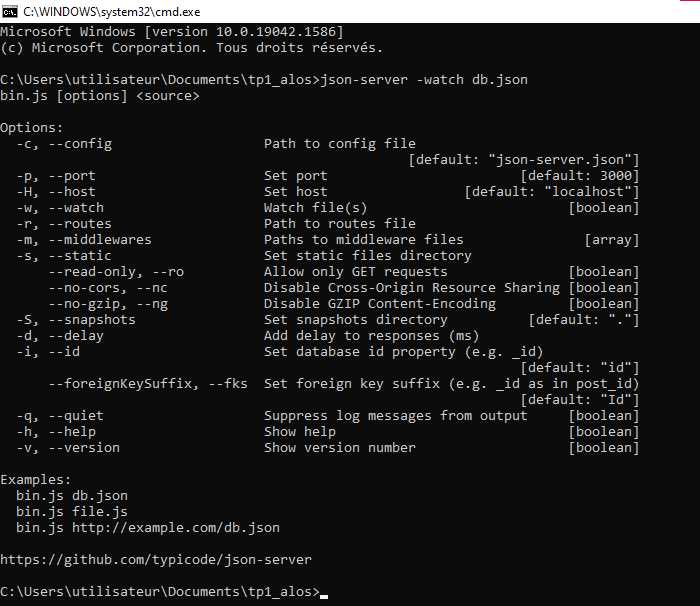 C:\WINDOWS\system32\cmd.exe
Microsoft Windows [version 10.0.19042.1586]
(c) Microsoft Corporation. Tous droits réservés.
C:\Users\utilisateur\Documents\tp1_alos>json-server -watch db.json
bin.js [options] <source>
Options:
  -c, --config                   Path to config file
                                                   [default: "json-server.json"]
  -p, --port                     Set port                        [default: 3000]
  -H, --host                     Set host                 [default: "localhost"]
  -w, --watch                    Watch file(s)                         [boolean]
  -r, --routes                   Path to routes file
  -m, --middlewares              Paths to middleware files               [array]
  -s, --static                   Set static files directory
      --read-only, --ro          Allow only GET requests               [boolean]
      --no-cors, --nc            Disable Cross-Origin Resource Sharing [boolean]
      --no-gzip, --ng            Disable GZIP Content-Encoding         [boolean]
  -S, --snapshots                Set snapshots directory          [default: "."]
  -d, --delay                    Add delay to responses (ms)
  -i, --id                       Set database id property (e.g. _id)
                                                                 [default: "id"]
      --foreignKeySuffix, --fks  Set foreign key suffix (e.g. _id as in post_id)
                                                                 [default: "Id"]
  -q, --quiet                    Suppress log messages from output     [boolean]
  -h, --help                     Show help                             [boolean]
  -v, --version                  Show version number                   [boolean]
Examples:
  bin.js db.json
  bin.js file.js
  bin.js http://example.com/db.json
https://github.com/typicode/json-server
C:\Users\utilisateur\Documents\tp1_alos>